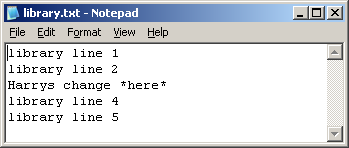 library.txt - Notepad
File Edit Format View Help
library line 1
library line 2
Harrys change *here*
library line 4
library line 5